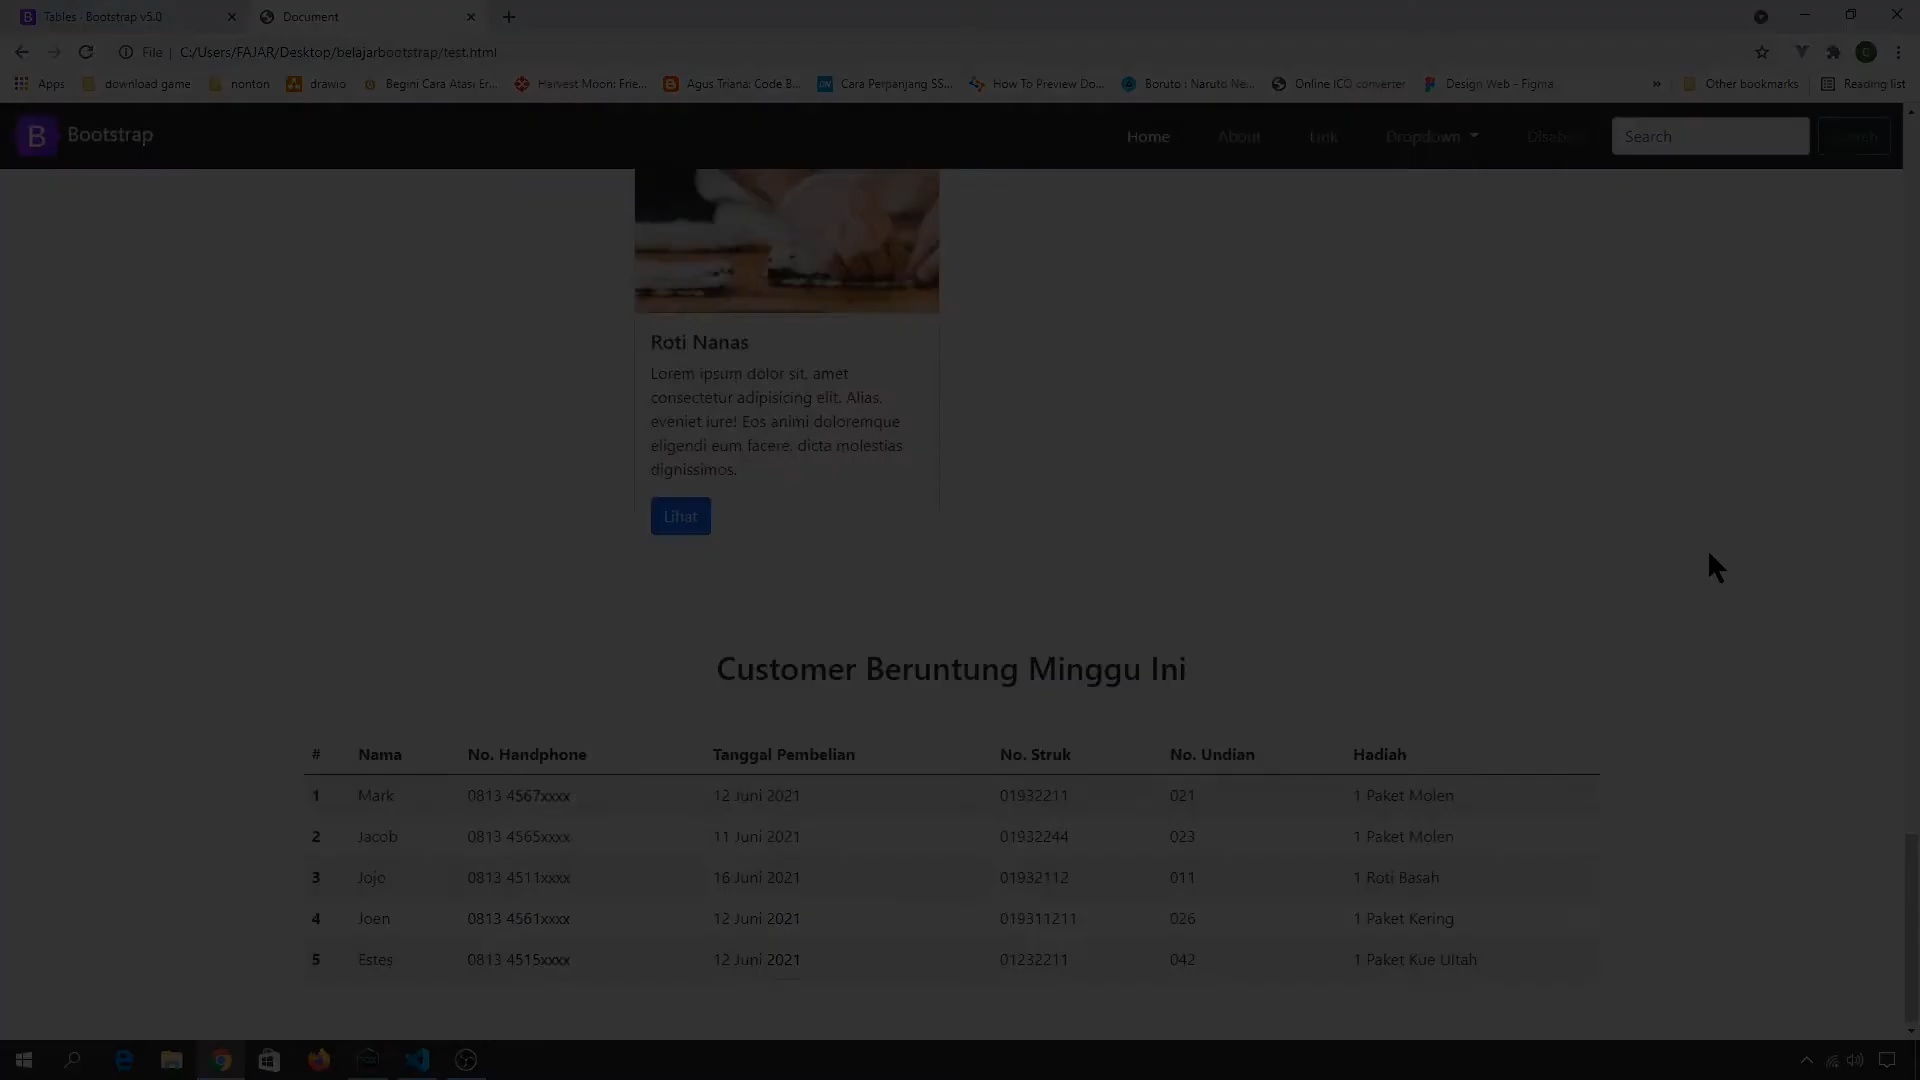 Tables · Bootstrap v5.0
Document
File | C:/Users/FAJAR/Desktop/belajarbootstrap/test.html
Apps
download game
nonton
drawio
Begini Cara Atasi Er...
Harvest Moon: Frie...
Agus Triana: Code B...
Cara Perpanjang SS...
How To Preview Do...
Boruto : Naruto Ne...
Online ICO converter
Design Web - Figma
»
Other bookmarks
Reading list
B Bootstrap
Home
About
Link
Dropdown
Search
Roti Nanas
Lorem ipsum dolor sit, amet
consectetur adipisicing elit. Alias,
eveniet iure! Eos animi doloremque
eligendi eum facere, dicta molestias
dignissimos.
Lihat
Customer Beruntung Minggu Ini
# Nama No. Handphone Tanggal Pembelian No. Struk No. Undian Hadiah
1 Mark 0813 4567xxxx 12 Juni 2021 01932211 021 1 Paket Molen
2 Jacob 0813 4565xxxx 11 Juni 2021 01932244 023 1 Paket Molen
3 Jojo 0813 4511xxxx 16 Juni 2021 01932112 011 1 Roti Basah
4 Joen 0813 4561xxxx 12 Juni 2021 019311211 026 1 Paket Kering
5 Estes 0813 4515xxxx 12 Juni 2021 01232211 042 1 Paket Kue Ultah